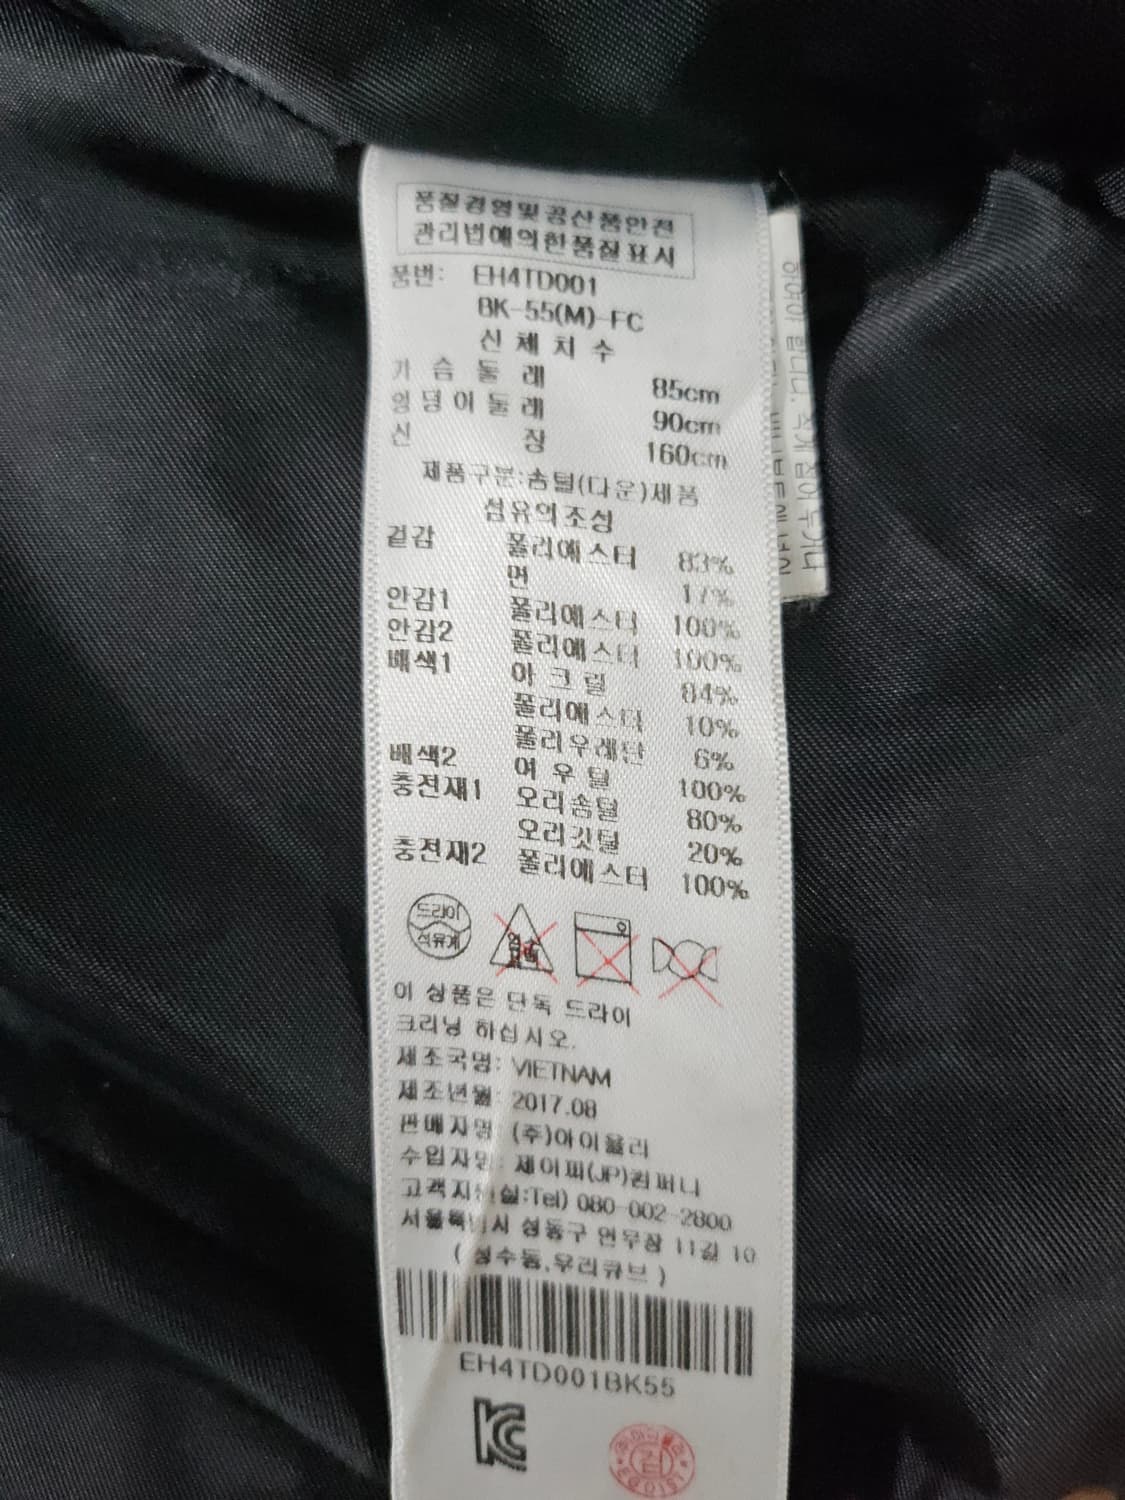 품질경영및공산품안전
관리법에의한품질표시
품번: EH4TD001
BK-55(M)-FC
신체치수
가슴둘레 85cm
엉덩이둘레 90cm
신장 160cm
제품구분:솜털(다운)제품
섬유의조성
겉감 폴리에스터 83%
면 17%
안감1 폴리에스터 100%
안감2 폴리에스터 100%
배색1 아크릴 84%
폴리에스터 10%
폴리우레탄 6%
배색2 여우털 100%
충전재1 오리솜털 80%
오리깃털 20%
충전재2 폴리에스터 100%
드라이
석유계
염소
표백
이 상품은 단독 드라이
크리닝 하십시오.
제조국명: VIETNAM
제조년월: 2017.08
판매자명: (주)아이올리
수입자명: 제이피(JP)컴퍼니
고객지원실:Tel) 080-002-2800
서울특별시 성동구 연무장 11길 10
(성수동,우리큐브)
EH4TD001BK55
KC
EGOIST